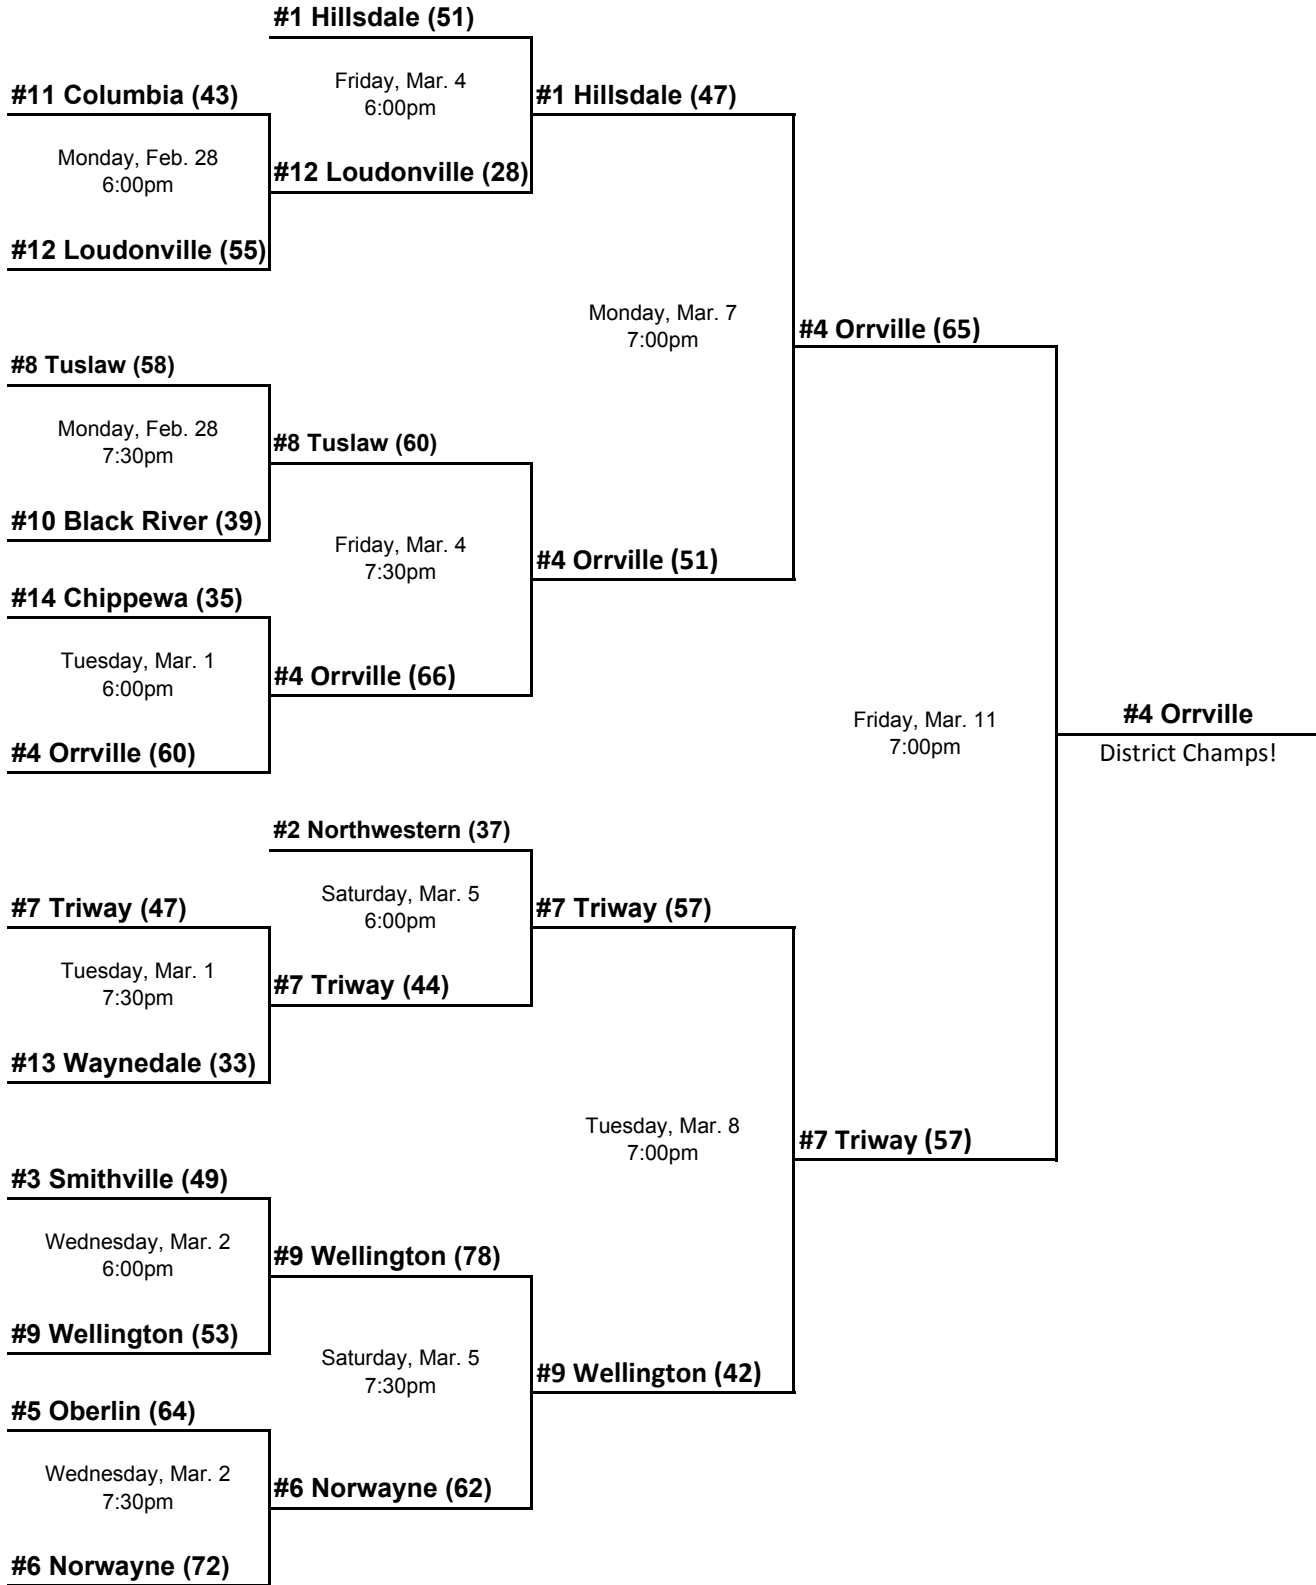 #1 Hillsdale (51)
Friday, Mar. 4
6:00pm
#11 Columbia (43)
#1 Hillsdale (47)
Monday, Feb. 28
6:00pm
#12 Loudonville (28)
#12 Loudonville (55)
Monday, Mar. 7
7:00pm
#4 Orrville (65)
#8 Tuslaw (58)
Monday, Feb. 28
7:30pm
#8 Tuslaw (60)
#10 Black River (39)
Friday, Mar. 4
7:30pm
#4 Orrville (51)
#14 Chippewa (35)
Tuesday, Mar. 1
6:00pm
#4 Orrville (66)
#4 Orrville (60)
Friday, Mar. 11
7:00pm
#4 Orrville
District Champs!
#2 Northwestern (37)
Saturday, Mar. 5
6:00pm
#7 Triway (47)
#7 Triway (57)
Tuesday, Mar. 1
7:30pm
#7 Triway (44)
#13 Waynedale (33)
Tuesday, Mar. 8
7:00pm
#7 Triway (57)
#3 Smithville (49)
Wednesday, Mar. 2
6:00pm
#9 Wellington (78)
#9 Wellington (53)
Saturday, Mar. 5
7:30pm
#9 Wellington (42)
#5 Oberlin (64)
Wednesday, Mar. 2
7:30pm
#6 Norwayne (62)
#6 Norwayne (72)